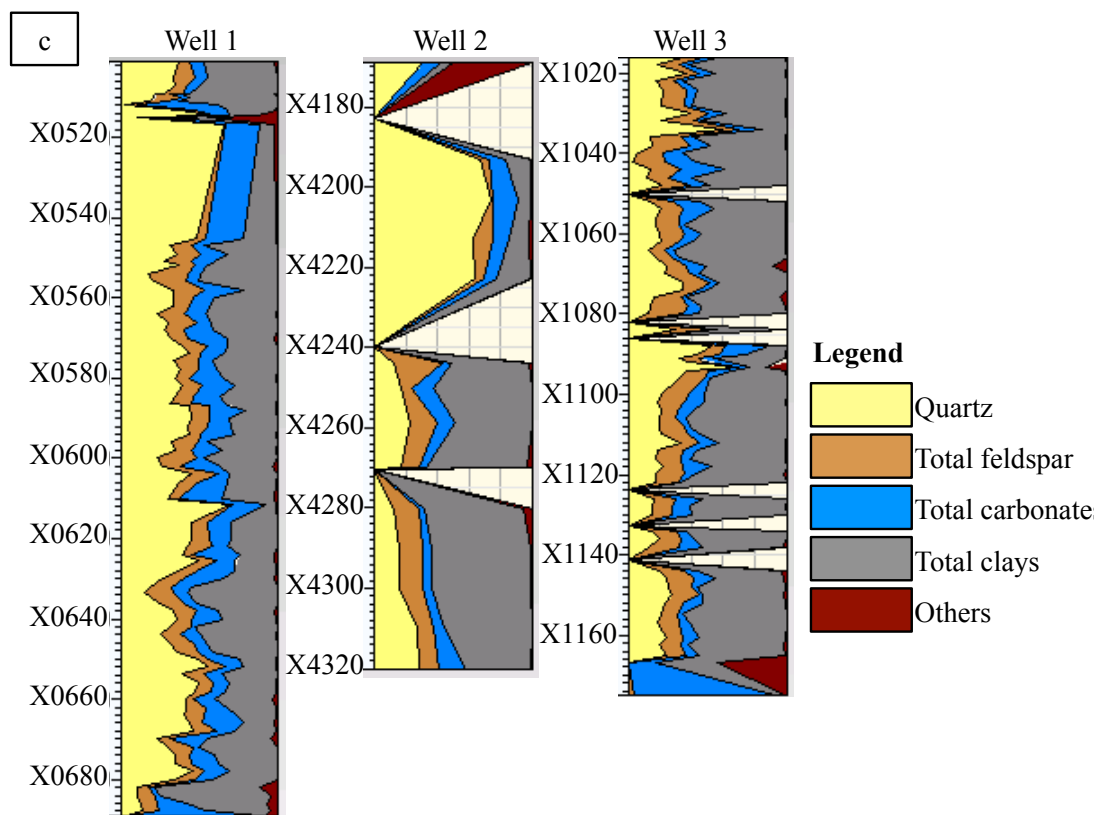 c
Well 1
Well 2
Well 3
X0520
X0540
X0560
X0580
X0600
X0620
X0640
X0660
X0680
X4180
X4200
X4220
X4240
X4260
X4280
X4300
X4320
X1020
X1040
X1060
X1080
X1100
X1120
X1140
X1160
Legend
Quartz
Total feldspar
Total carbonates
Total clays
Others